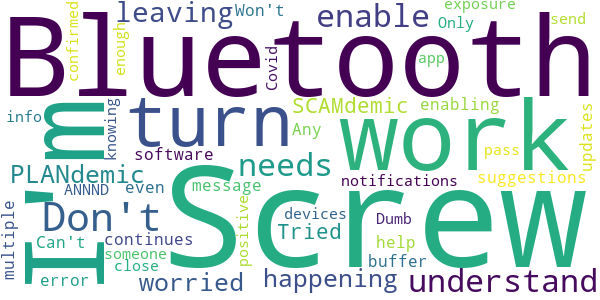 Bluetooth
leaving
Won't
enable
exposure
Only
send
confirmed
enough
Covid
app
I'm
turn
SCAMdemic
enabling
work
info
knowing
Any
updates
software
needs
pass
PLANdemic
Screw
message
notifications
suggestions
ANNND
even
Don't
positive
devices
Dumb
Tried
multiple
Can't
continues
help
someone
close
buffer
error
worried
happening
understand